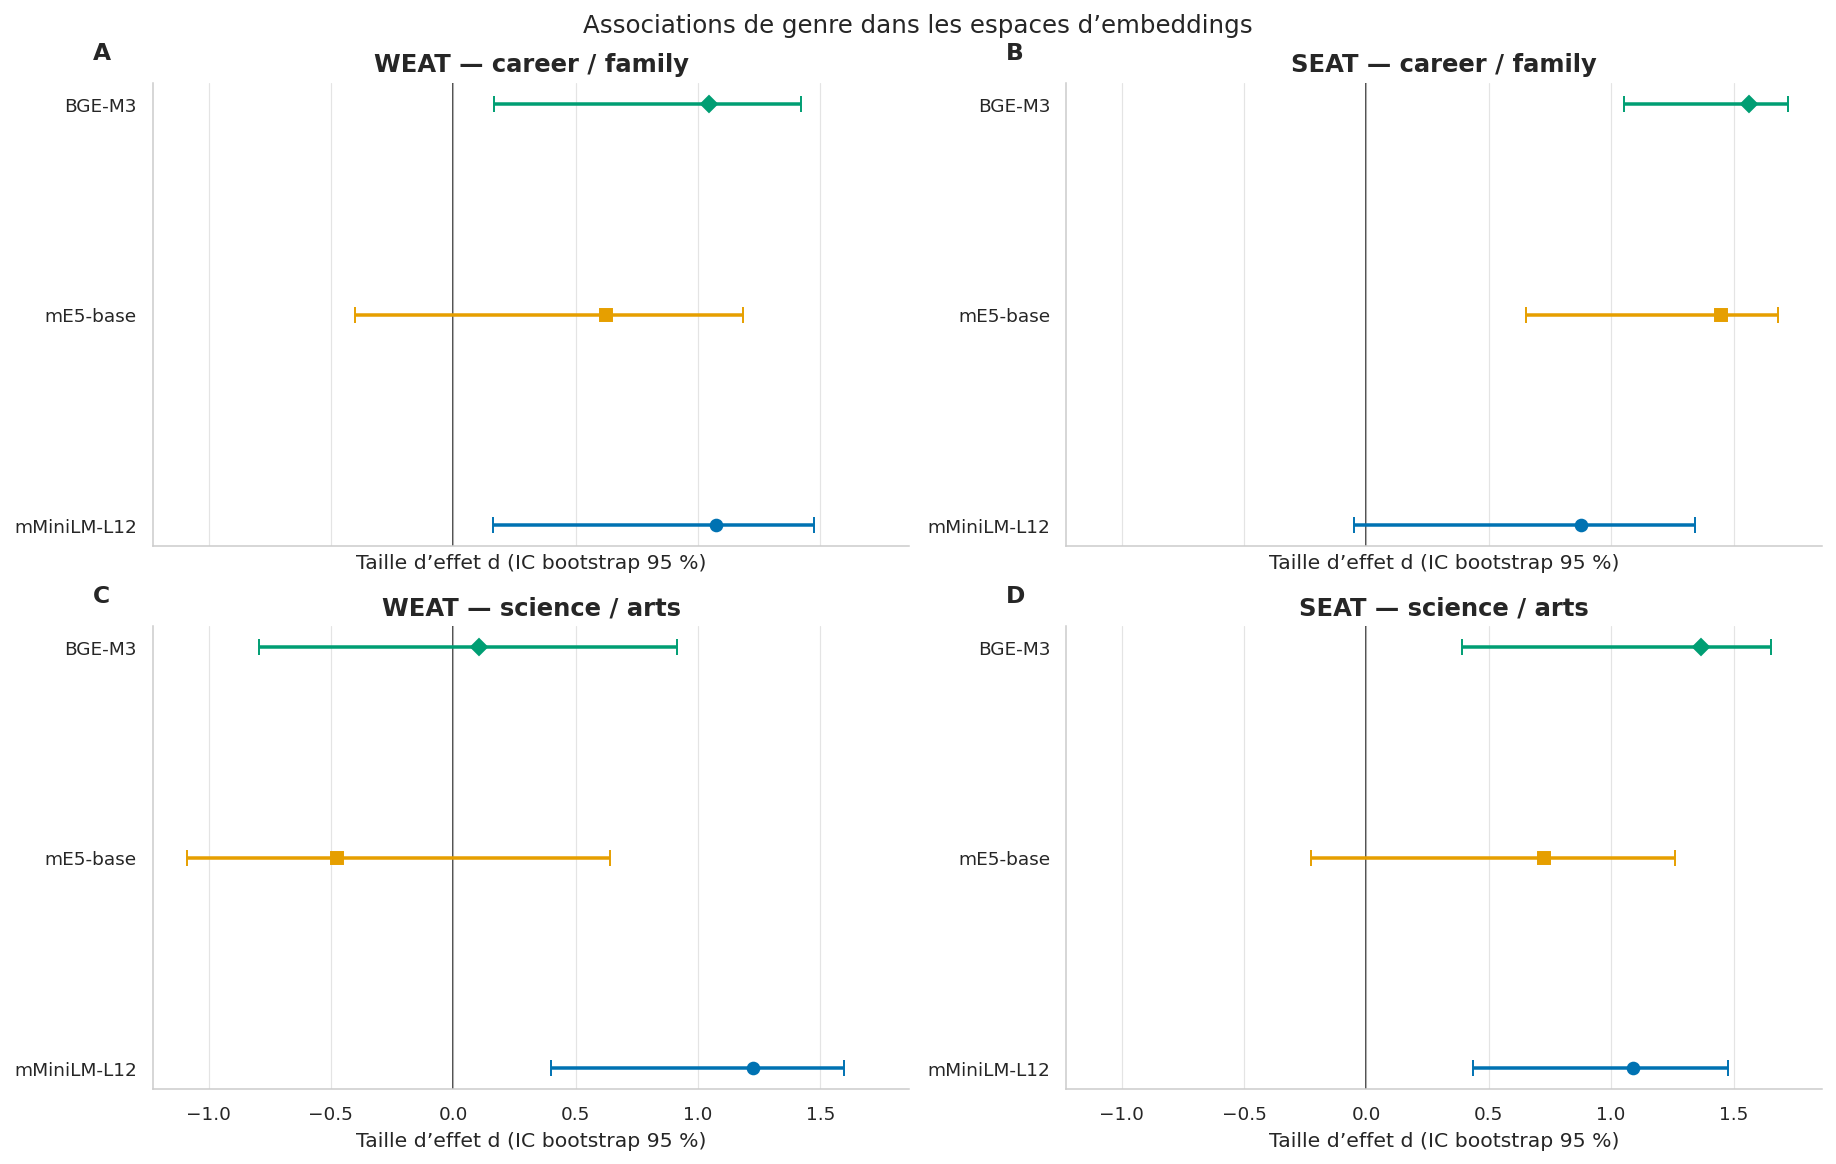 Associations de genre dans les espaces d’embeddings
A
WEAT — career / family
BGE-M3
mE5-base
mMiniLM-L12
Taille d’effet d (IC bootstrap 95 %)
B
SEAT — career / family
BGE-M3
mE5-base
mMiniLM-L12
Taille d’effet d (IC bootstrap 95 %)
C
WEAT — science / arts
BGE-M3
mE5-base
mMiniLM-L12
−1.0 −0.5 0.0 0.5 1.0 1.5
Taille d’effet d (IC bootstrap 95 %)
D
SEAT — science / arts
BGE-M3
mE5-base
mMiniLM-L12
−1.0 −0.5 0.0 0.5 1.0 1.5
Taille d’effet d (IC bootstrap 95 %)